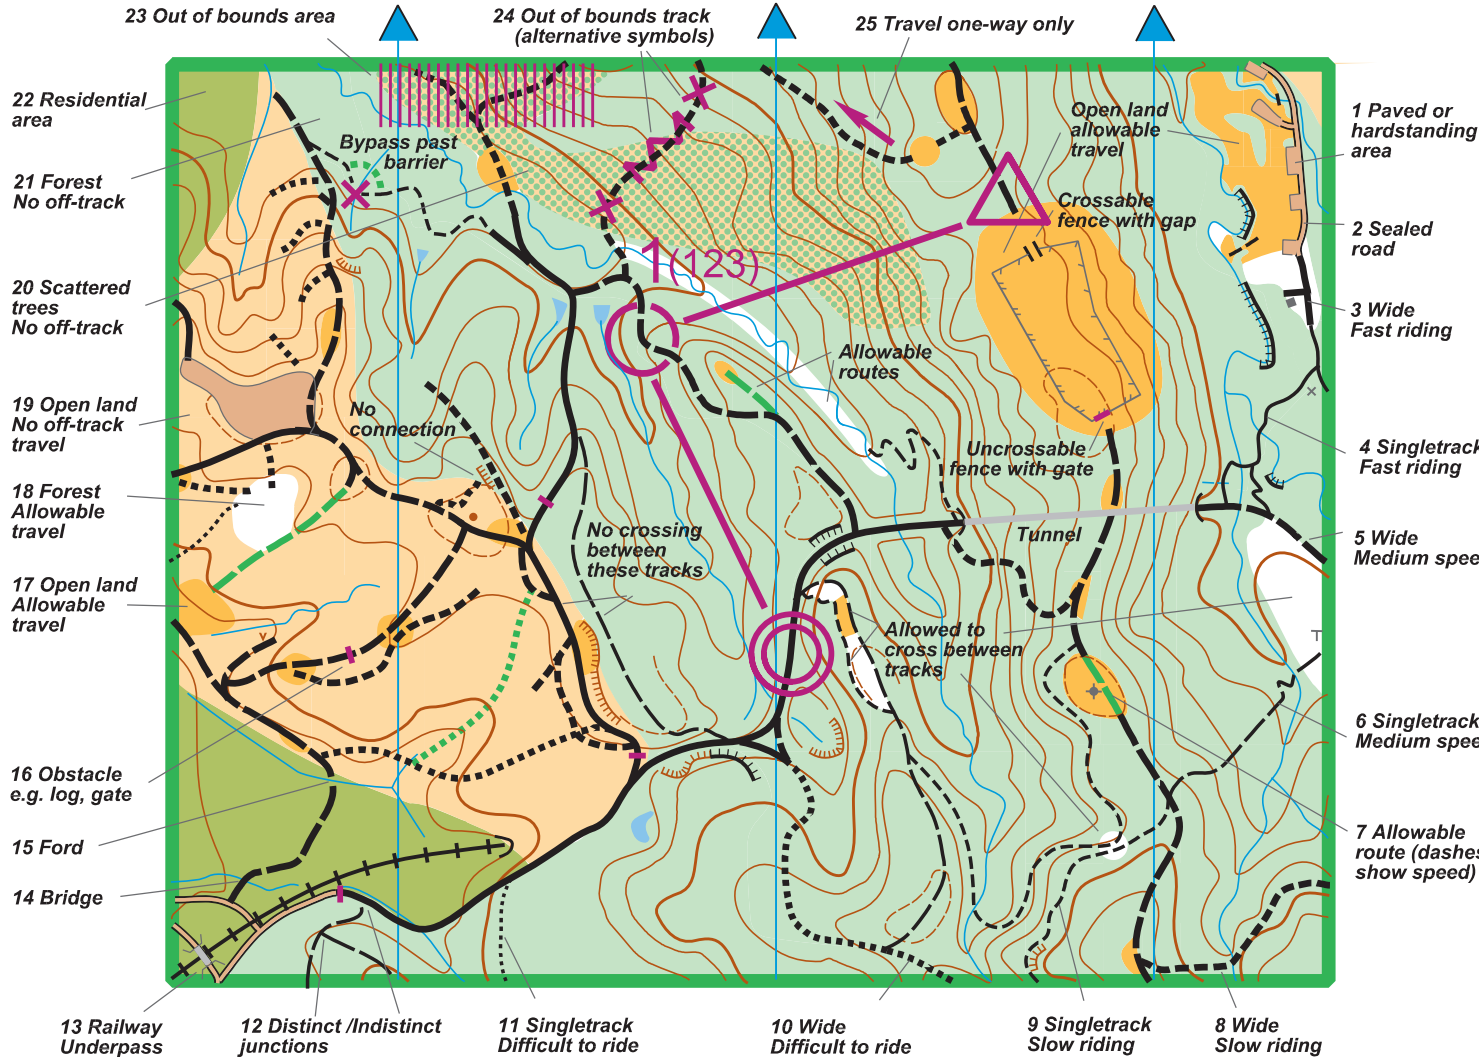 23 Out of bounds area
24 Out of bounds track
(alternative symbols)
25 Travel one-way only
22 Residential
area
Bypass past
barrier
Open land
allowable
travel
1 Paved or
hardstanding
area
21 Forest
No off-track
Crossable
fence with gap
2 Sealed
road
1(123)
20 Scattered
trees
No off-track
3 Wide
Fast riding
Allowable
routes
19 Open land
No off-track
travel
No
connection
Uncrossable
fence with gate
4 Singletrack
Fast riding
18 Forest
Allowable
travel
No crossing
between
these tracks
Tunnel
5 Wide
Medium spee
17 Open land
Allowable
travel
Allowed to
cross between
tracks
6 Singletrack
Medium spee
16 Obstacle
e.g. log, gate
15 Ford
7 Allowable
route (dashes
show speed)
14 Bridge
13 Railway
Underpass
12 Distinct /Indistinct
junctions
11 Singletrack
Difficult to ride
10 Wide
Difficult to ride
9 Singletrack
Slow riding
8 Wide
Slow riding